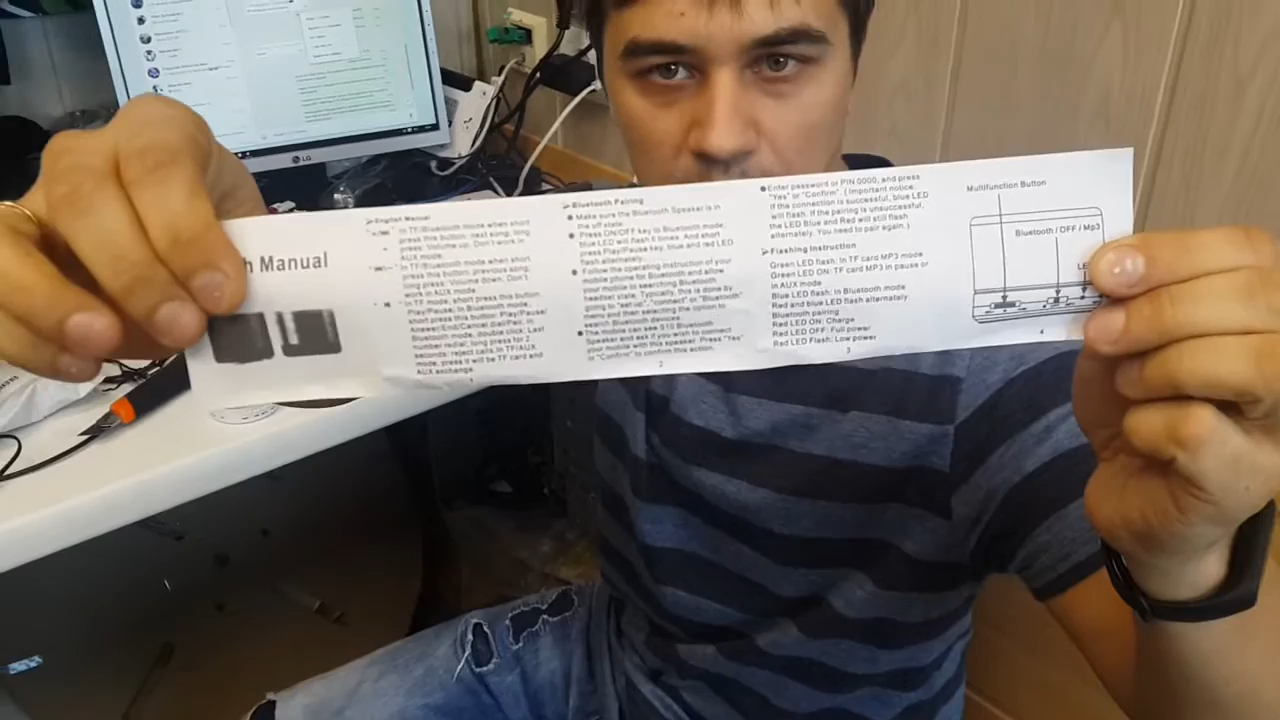 LG
h Manual
English Manual
In TF/Bluetooth mode when short
press this button, next song, long
press: Volume up. Don't work in
AUX mode
In TF/Bluetooth mode when short
press this button, previous song,
long press: Volume down. Don't
work in AUX mode
In TF mode, short press this button
Play/Pause, In Bluetooth mode,
Answer/End/Cancel
Bluetooth mode, double click: Last
number redial, long press for 2
seconds: reject calls. In TF/AUX
mode, press it will be TF card and
AUX exchange.
1
Bluetooth Pairing
Make sure the Bluetooth Speaker is in
the off state.
Press ON/OFF key to Bluetooth mode,
blue LED will flash 6 times. And short
press Play/Pause key, blue and red LED
flash alternately.
Follow the operating instruction of your
mobile phone for Bluetooth and allow
your mobile searching Bluetooth
headset state. Typically, this is done by
going to "set up", "connect" or "Bluetooth"
menu and then selecting the option to
search Bluetooth devices.
The mobile can see S10 Bluetooth
Speaker and ask if you wish to connect
your mobile with this speaker. Press "Yes"
or "Confirm" to confirm this action.
2
Enter password or PIN 0000, and press
"Yes" or "Confirm". (Important notice:
If the connection is successful, blue LED
will flash. If the pairing is unsuccessful,
the LED Blue and Red will still flash
alternately. You need to pair again.)
Flashing Instruction
Green LED flash: In TF card MP3 mode
Green LED ON: TF card MP3 in pause or
in AUX mode
Blue LED flash: In Bluetooth mode
Red and blue LED flash alternately:
Bluetooth pairing
Red LED ON: Charge
Red LED OFF: Full power
Red LED Flash: Low power
3
Multifunction Button
Bluetooth / OFF / Mp3
LE
4